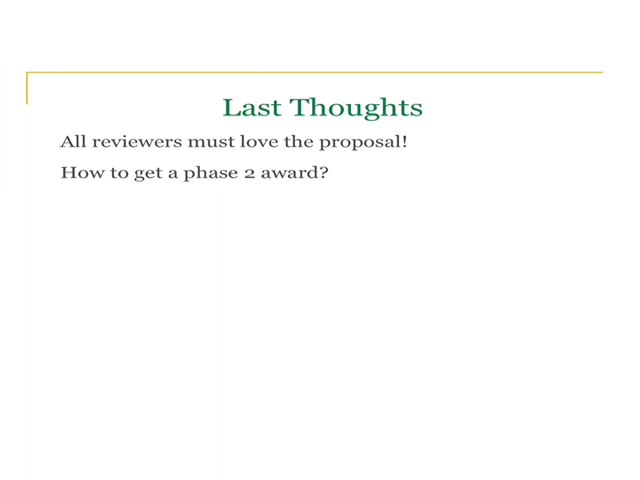 Last Thoughts
All reviewers must love the proposal!
How to get a phase 2 award?